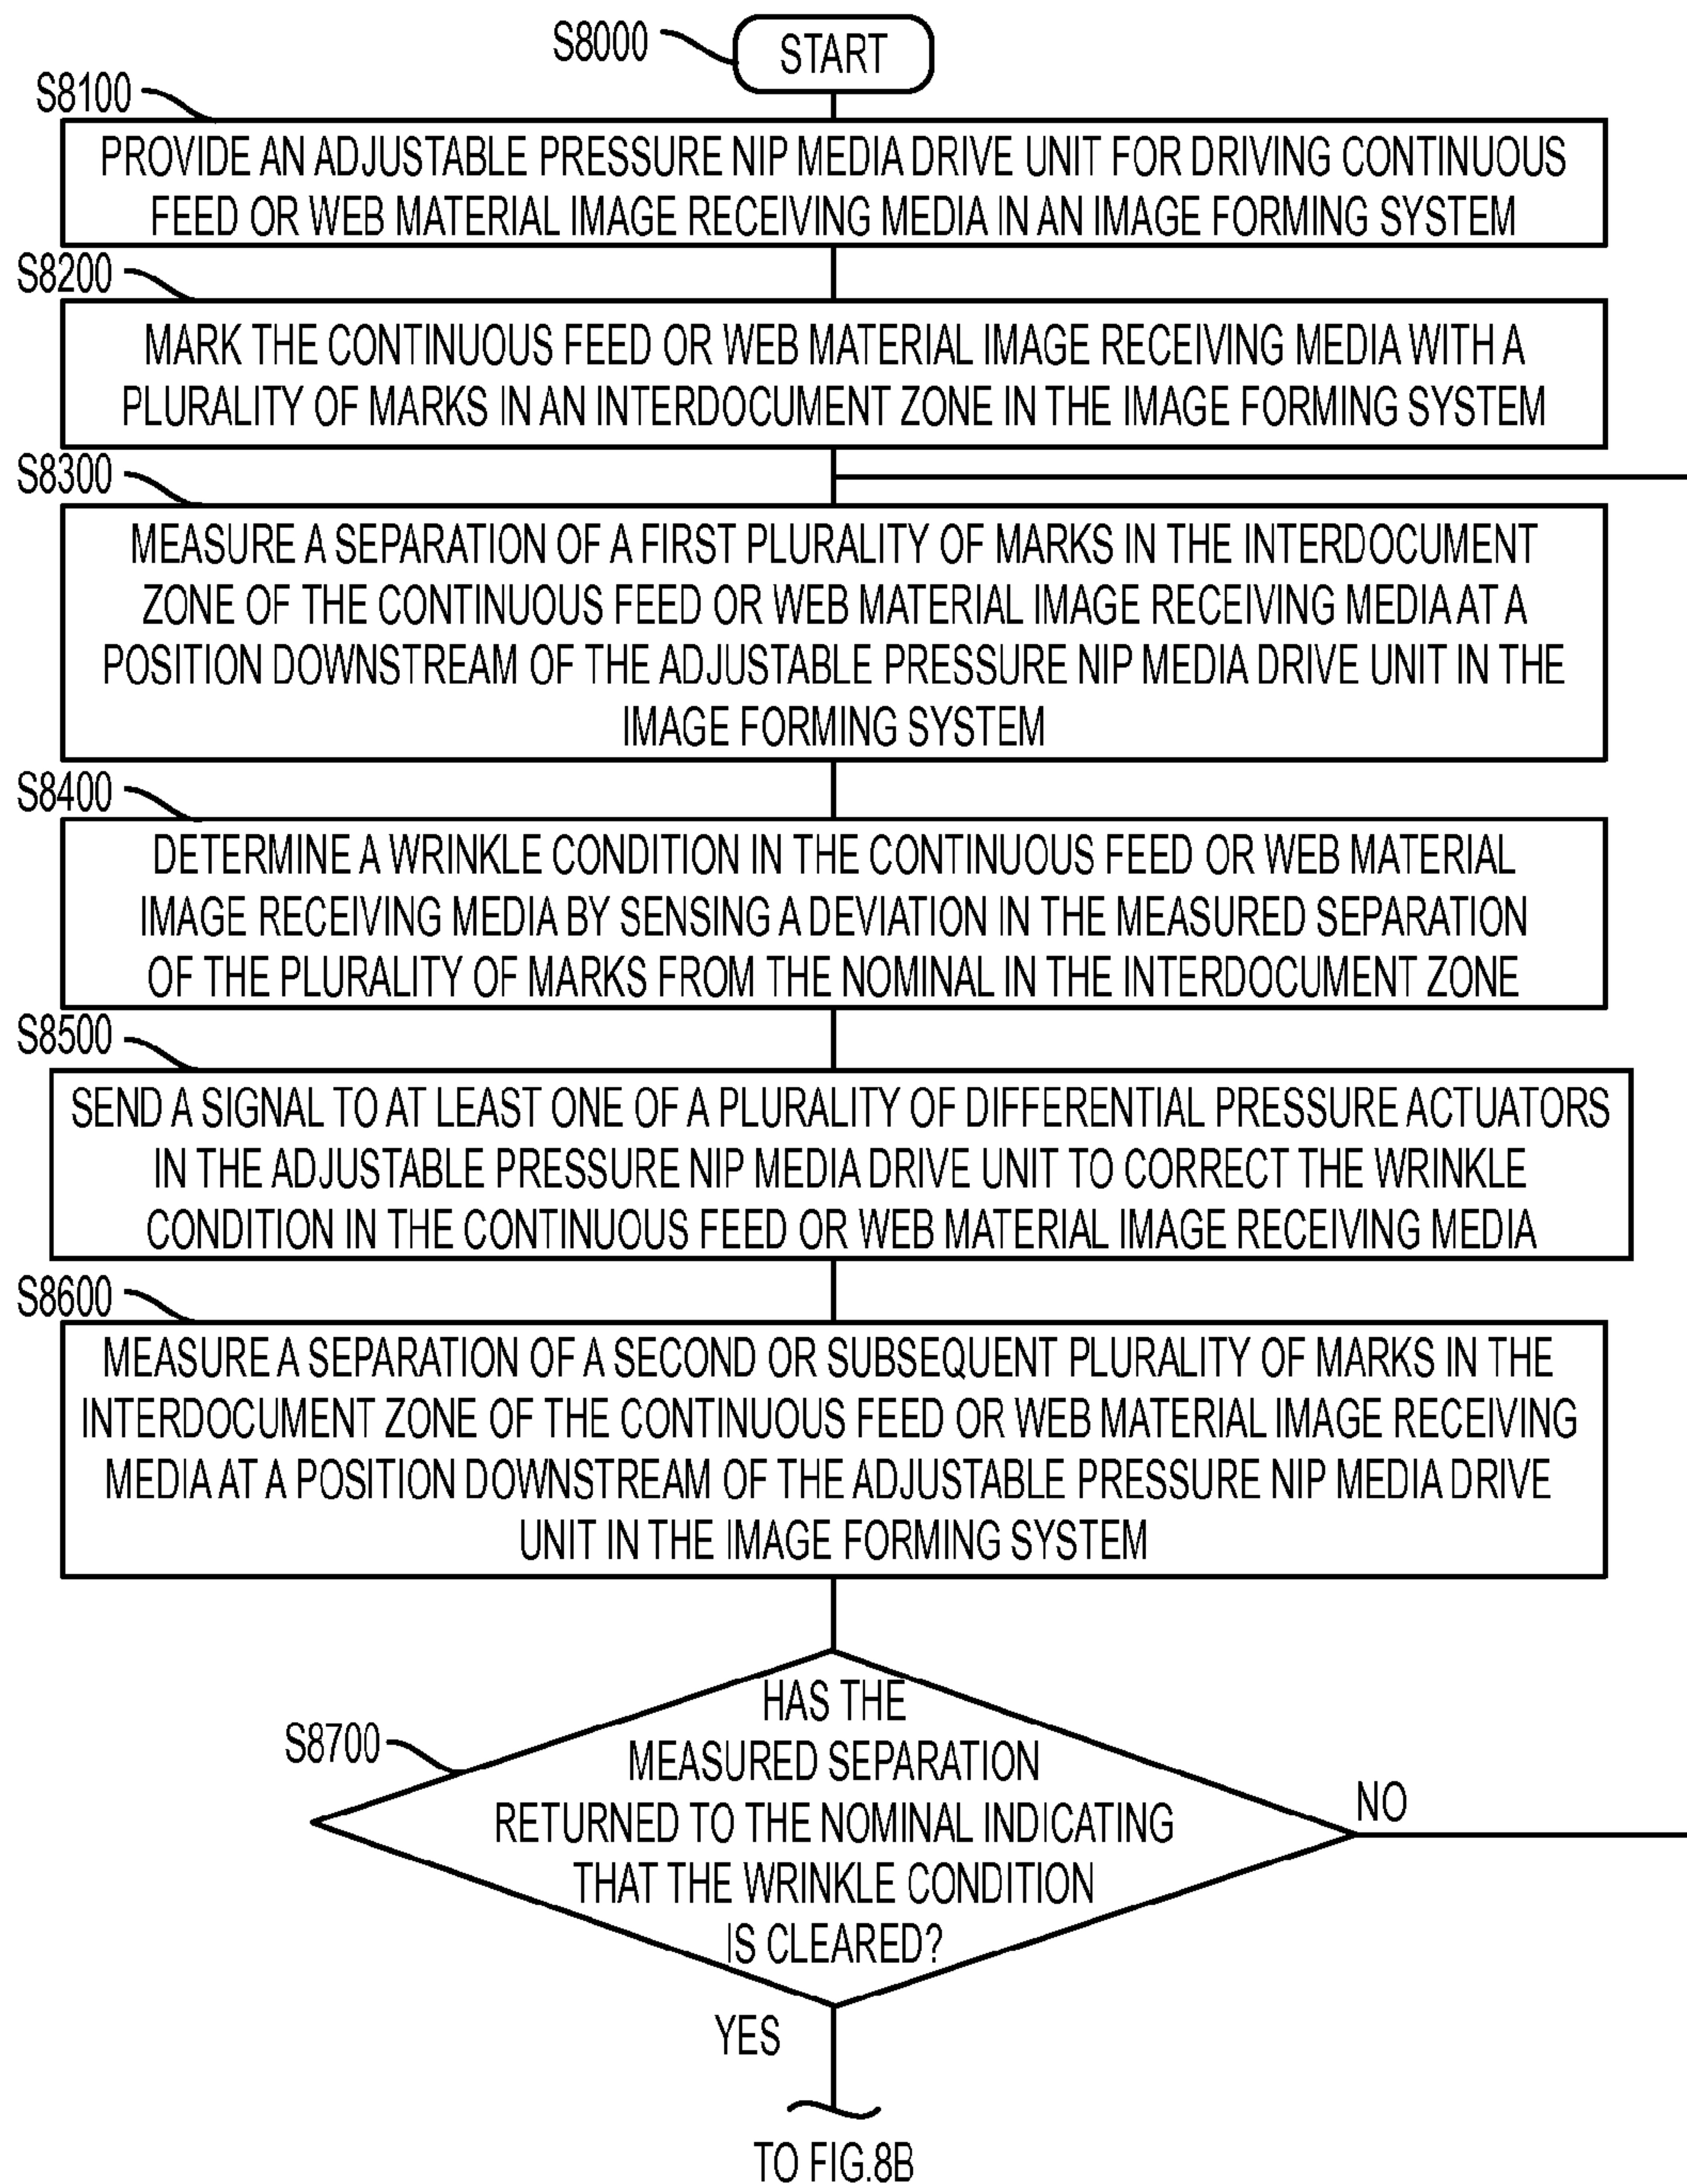 S8000
START
S8100
PROVIDE AN ADJUSTABLE PRESSURE NIP MEDIA DRIVE UNIT FOR DRIVING CONTINUOUS
FEED OR WEB MATERIAL IMAGE RECEIVING MEDIA IN AN IMAGE FORMING SYSTEM
S8200
MARK THE CONTINUOUS FEED OR WEB MATERIAL IMAGE RECEIVING MEDIA WITH A
PLURALITY OF MARKS IN AN INTERDOCUMENT ZONE IN THE IMAGE FORMING SYSTEM
S8300
MEASURE A SEPARATION OF A FIRST PLURALITY OF MARKS IN THE INTERDOCUMENT
ZONE OF THE CONTINUOUS FEED OR WEB MATERIAL IMAGE RECEIVING MEDIA AT A
POSITION DOWNSTREAM OF THE ADJUSTABLE PRESSURE NIP MEDIA DRIVE UNIT IN THE
IMAGE FORMING SYSTEM
S8400
DETERMINE A WRINKLE CONDITION IN THE CONTINUOUS FEED OR WEB MATERIAL
IMAGE RECEIVING MEDIA BY SENSING A DEVIATION IN THE MEASURED SEPARATION
OF THE PLURALITY OF MARKS FROM THE NOMINAL IN THE INTERDOCUMENT ZONE
S8500
SEND A SIGNAL TO AT LEAST ONE OF A PLURALITY OF DIFFERENTIAL PRESSURE ACTUATORS
IN THE ADJUSTABLE PRESSURE NIP MEDIA DRIVE UNIT TO CORRECT THE WRINKLE
CONDITION IN THE CONTINUOUS FEED OR WEB MATERIAL IMAGE RECEIVING MEDIA
S8600
MEASURE A SEPARATION OF A SECOND OR SUBSEQUENT PLURALITY OF MARKS IN THE
INTERDOCUMENT ZONE OF THE CONTINUOUS FEED OR WEB MATERIAL IMAGE RECEIVING
MEDIA AT A POSITION DOWNSTREAM OF THE ADJUSTABLE PRESSURE NIP MEDIA DRIVE
UNIT IN THE IMAGE FORMING SYSTEM
S8700
HAS THE
MEASURED SEPARATION
RETURNED TO THE NOMINAL INDICATING
THAT THE WRINKLE CONDITION
IS CLEARED?
NO
YES
TO FIG.8B